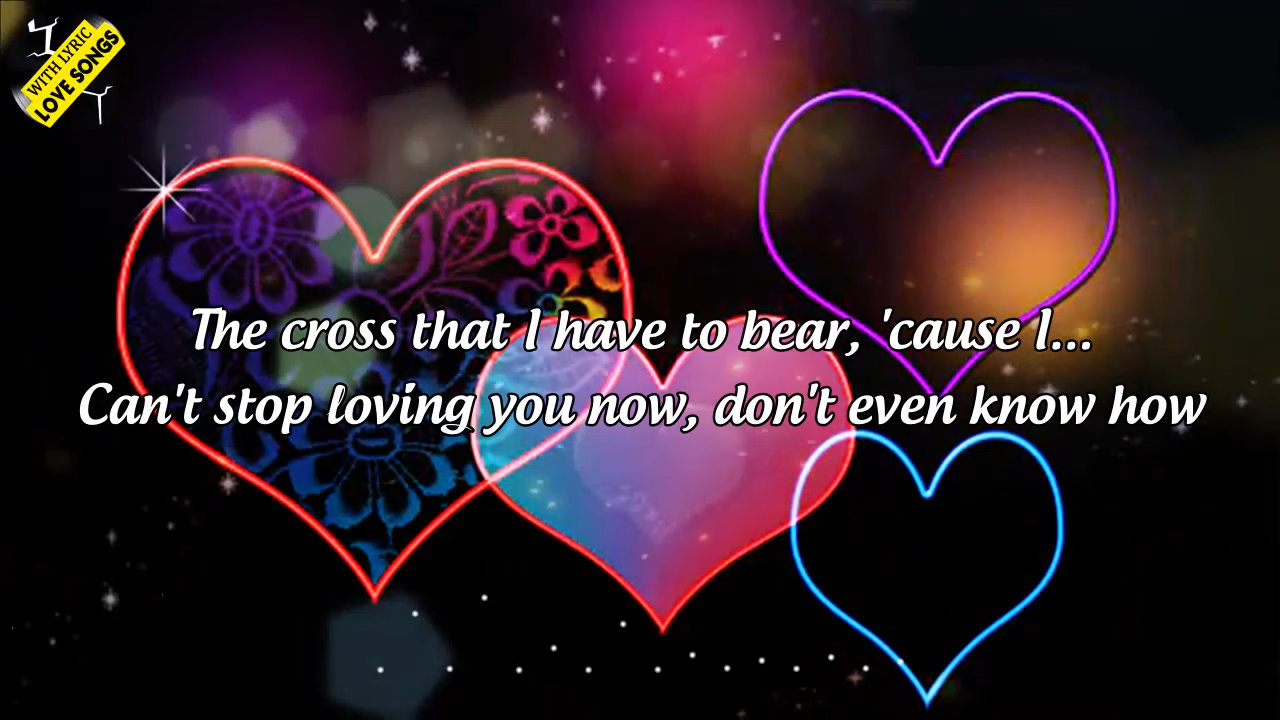 WITH LYRIC
LOVE SONGS
The cross that I have to bear, 'cause I...
Can't stop loving you now, don't even know how